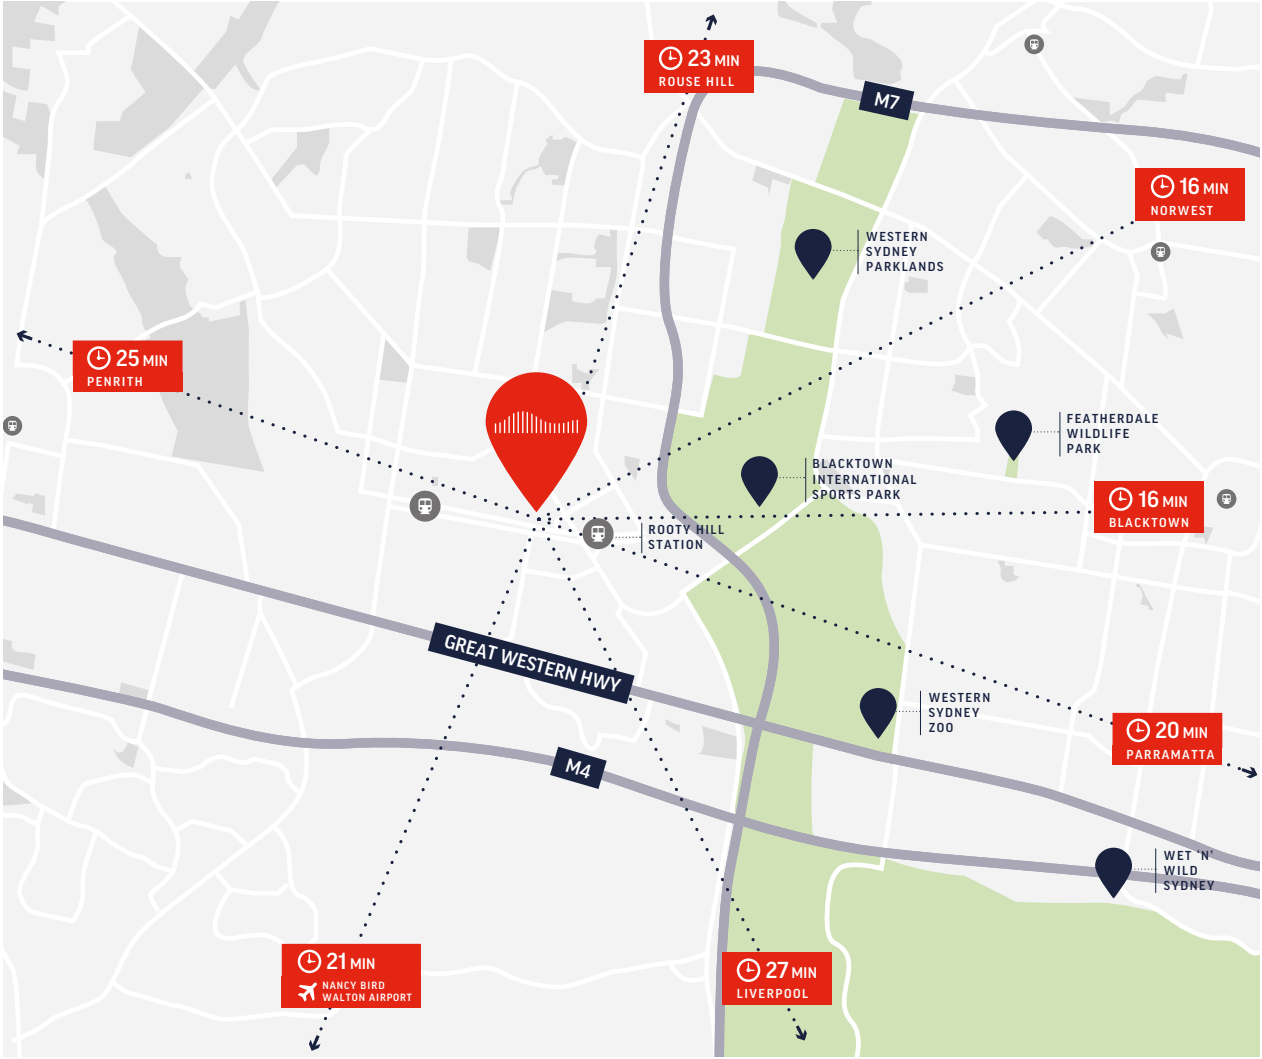 23 MIN
ROUSE HILL
M7
16 MIN
NORWEST
WESTERN
SYDNEY
PARKLANDS
25 MIN
PENRITH
FEATHERDALE
WILDLIFE
PARK
BLACKTOWN
INTERNATIONAL
SPORTS PARK
16 MIN
BLACKTOWN
ROOTY HILL
STATION
GREAT WESTERN HWY
WESTERN
SYDNEY
ZOO
20 MIN
PARRAMATTA
M4
WET 'N'
WILD
SYDNEY
21 MIN
NANCY BIRD
WALTON AIRPORT
27 MIN
LIVERPOOL